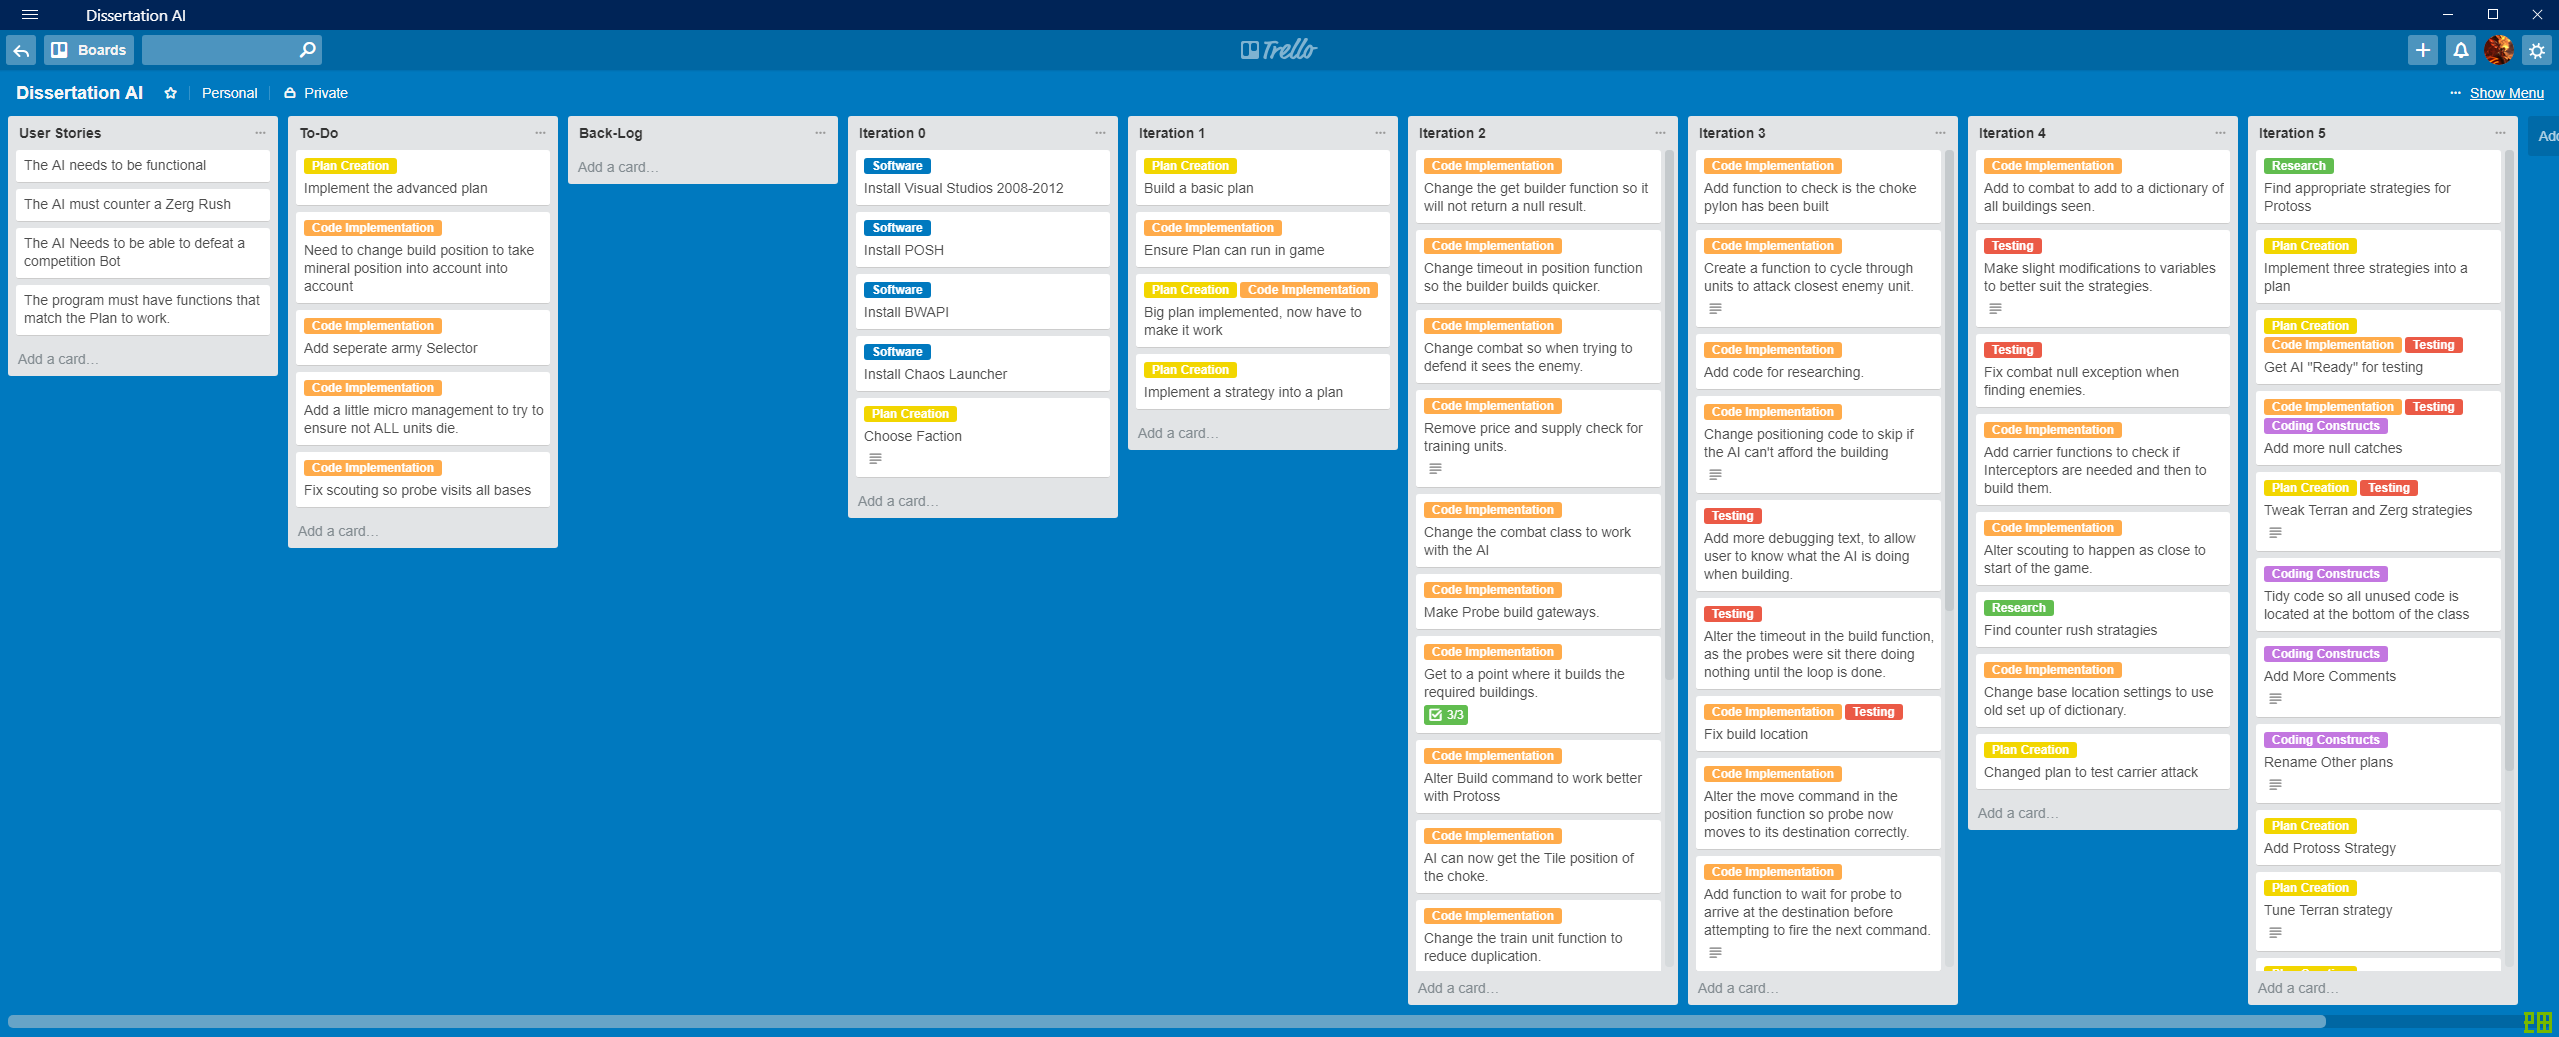 Dissertation AI
Boards
Trello
Dissertation AI
Personal
Private
Show Menu
User Stories
The AI needs to be functional
The AI must counter a Zerg Rush
The AI Needs to be able to defeat a
competition Bot
The program must have functions that
match the Plan to work.
Add a card...
To-Do
Plan Creation
Implement the advanced plan
Code Implementation
Need to change build position to take
mineral position into account into
account
Code Implementation
Add seperate army Selector
Code Implementation
Add a little micro management to try to
ensure not ALL units die.
Code Implementation
Fix scouting so probe visits all bases
Add a card...
Back-Log
Add a card...
Iteration 0
Software
Install Visual Studios 2008-2012
Software
Install POSH
Software
Install BWAPI
Software
Install Chaos Launcher
Plan Creation
Choose Faction
Add a card...
Iteration 1
Plan Creation
Build a basic plan
Code Implementation
Ensure Plan can run in game
Plan Creation Code Implementation
Big plan implemented, now have to
make it work
Plan Creation
Implement a strategy into a plan
Add a card...
Iteration 2
Code Implementation
Change the get builder function so it
will not return a null result.
Code Implementation
Change timeout in position function
so the builder builds quicker.
Code Implementation
Change combat so when trying to
defend it sees the enemy.
Code Implementation
Remove price and supply check for
training units.
Code Implementation
Change the combat class to work
with the AI
Code Implementation
Make Probe build gateways.
Code Implementation
Get to a point where it builds the
required buildings.
3/3
Code Implementation
Alter Build command to work better
with Protoss
Code Implementation
AI can now get the Tile position of
the choke.
Code Implementation
Change the train unit function to
reduce duplication.
Add a card...
Iteration 3
Code Implementation
Add function to check is the choke
pylon has been built
Code Implementation
Create a function to cycle through
units to attack closest enemy unit.
Code Implementation
Add code for researching.
Code Implementation
Change positioning code to skip if
the AI can't afford the building
Testing
Add more debugging text, to allow
user to know what the AI is doing
when building.
Testing
Alter the timeout in the build function,
as the probes were sit there doing
nothing until the loop is done.
Code Implementation Testing
Fix build location
Code Implementation
Alter the move command in the
position function so probe now
moves to its destination correctly.
Code Implementation
Add function to wait for probe to
arrive at the destination before
attempting to fire the next command.
Add a card...
Iteration 4
Code Implementation
Add to combat to add to a dictionary of
all buildings seen.
Testing
Make slight modifications to variables
to better suit the strategies.
Testing
Fix combat null exception when
finding enemies.
Code Implementation
Add carrier functions to check if
Interceptors are needed and then to
build them.
Code Implementation
Alter scouting to happen as close to
start of the game.
Research
Find counter rush stratagies
Code Implementation
Change base location settings to use
old set up of dictionary.
Plan Creation
Changed plan to test carrier attack
Add a card...
Iteration 5
Research
Find appropriate strategies for
Protoss
Plan Creation
Implement three strategies into a
plan
Plan Creation
Code Implementation Testing
Get AI "Ready" for testing
Code Implementation Testing
Coding Constructs
Add more null catches
Plan Creation Testing
Tweak Terran and Zerg strategies
Coding Constructs
Tidy code so all unused code is
located at the bottom of the class
Coding Constructs
Add More Comments
Coding Constructs
Rename Other plans
Plan Creation
Add Protoss Strategy
Plan Creation
Tune Terran strategy
Add a card...